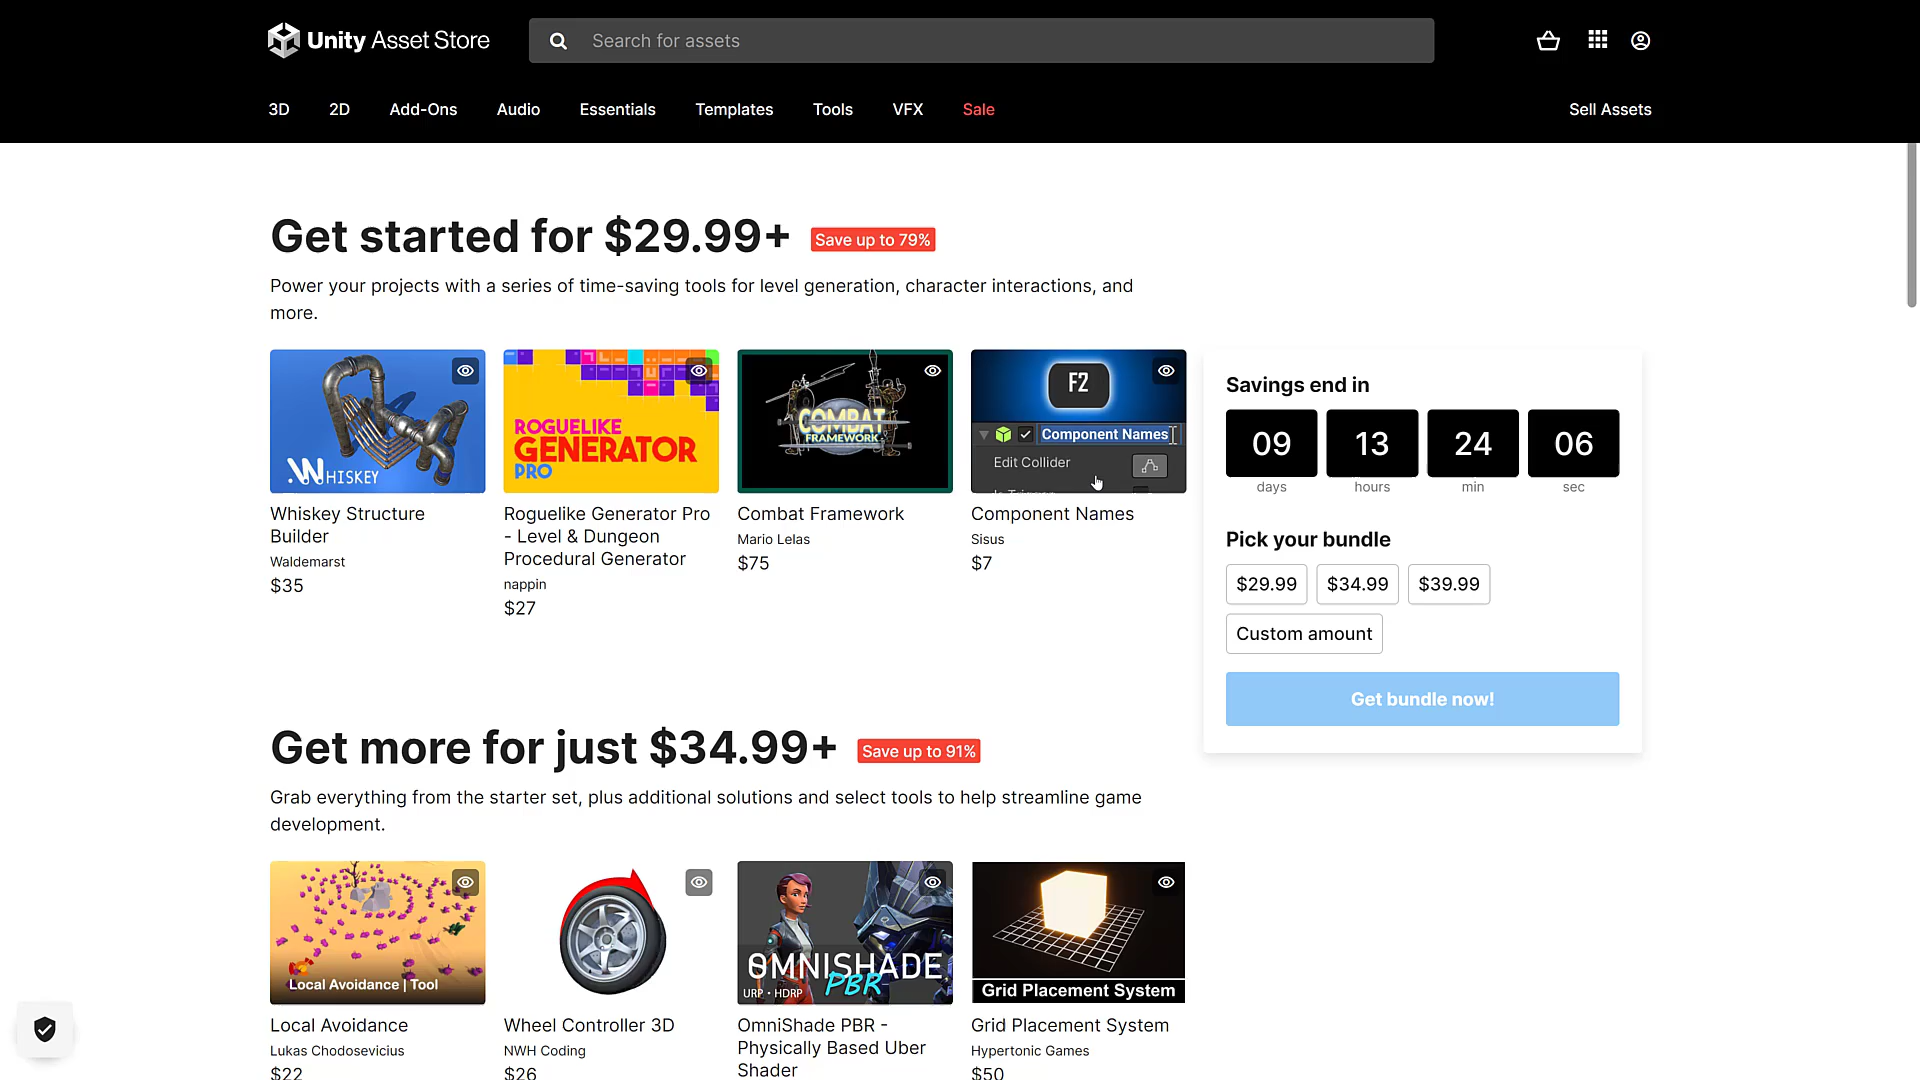 Unity Asset Store
Search for assets
3D
2D
Add-Ons
Audio
Essentials
Templates
Tools
VFX
Sale
Sell Assets
Get started for $29.99+
Save up to 79%
Power your projects with a series of time-saving tools for level generation, character interactions, and
more.
WHISKEY
Whiskey Structure
Builder
Waldemarst
$35
ROGUELIKE
GENERATOR
PRO
Roguelike Generator Pro
- Level & Dungeon
Procedural Generator
nappin
$27
COMBAT
FRAMEWORK
Combat Framework
Mario Lelas
$75
F2
Component Names
Edit Collider
Is Trigger
Component Names
Sisus
$7
Savings end in
09
13
24
06
days
hours
min
sec
Pick your bundle
$29.99
$34.99
$39.99
Custom amount
Get bundle now!
Get more for just $34.99+
Save up to 91%
Grab everything from the starter set, plus additional solutions and select tools to help streamline game
development.
Local Avoidance | Tool
Local Avoidance
Lukas Chodosevicius
$22
Wheel Controller 3D
NWH Coding
$26
OMNISHADE
PBR
URP • HDRP
OmniShade PBR -
Physically Based Uber
Shader
Grid Placement System
Grid Placement System
Hypertonic Games
$50